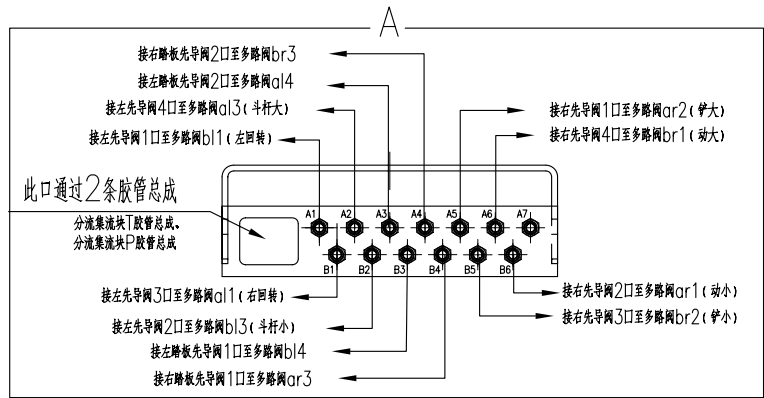 A
接右踏板先导阀2口至多路阀br3
接左踏板先导阀2口至多路阀al4
接左先导阀4口至多路阀al3(斗杆大)
接左先导阀1口至多路阀bl1(左回转)
接右先导阀1口至多路阀ar2(铲大)
接右先导阀4口至多路阀br1(动大)
此口通过2条胶管总成
分流集流块T胶管总成、
分流集流块P胶管总成
A1 A2 A3 A4 A5 A6 A7
B1 B2 B3 B4 B5 B6
接左先导阀3口至多路阀al1(右回转)
接左先导阀2口至多路阀bl3(斗杆小)
接左踏板先导阀1口至多路阀bl4
接右踏板先导阀1口至多路阀ar3
接右先导阀2口至多路阀ar1(动小)
接右先导阀3口至多路阀br2(铲小)